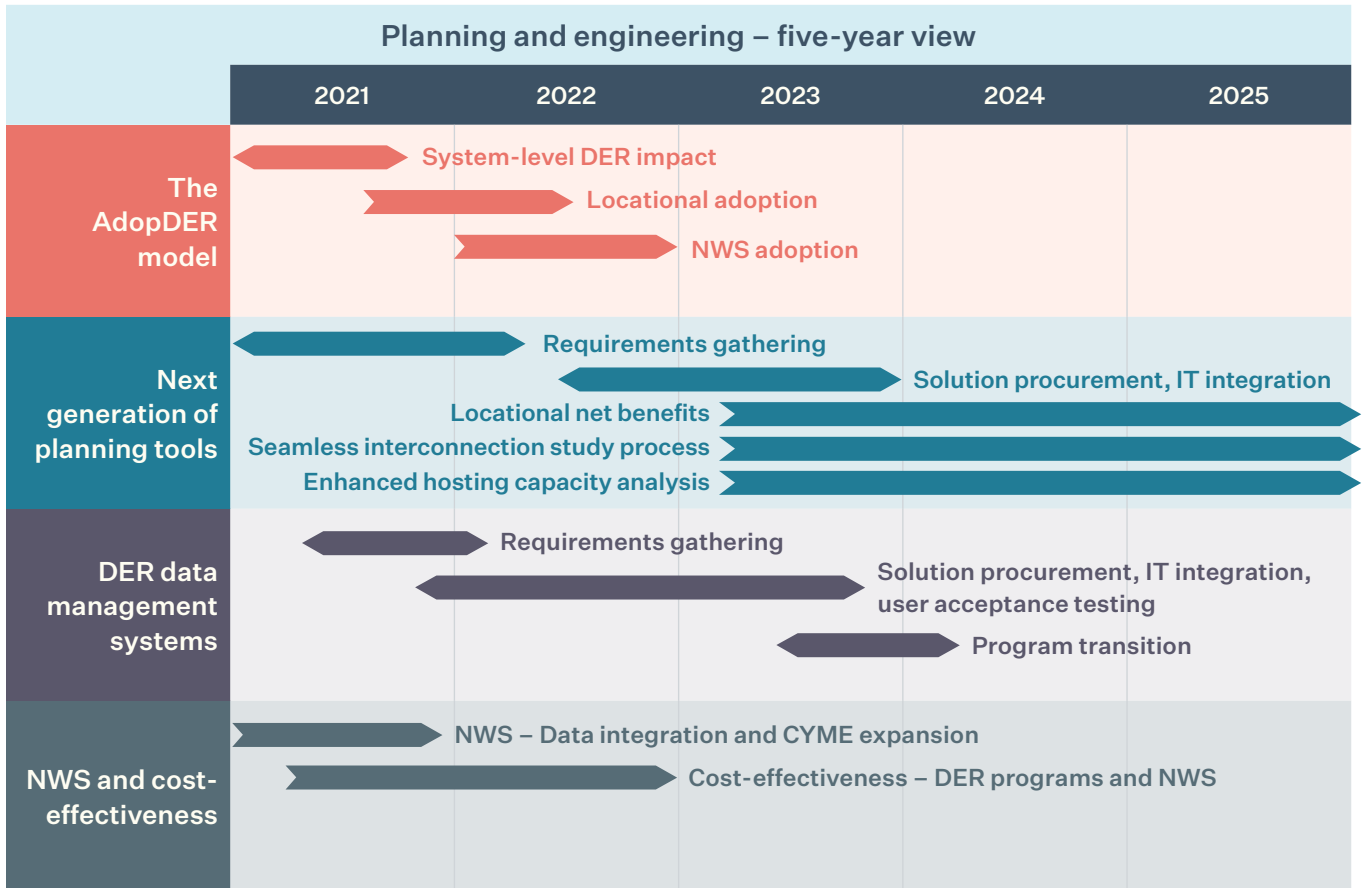 Planning and engineering – five-year view
2021 2022 2023 2024 2025
The
AdopDER
model
System-level DER impact
Locational adoption
NWS adoption
Next
generation of
planning tools
Requirements gathering
Solution procurement, IT integration
Locational net benefits
Seamless interconnection study process
Enhanced hosting capacity analysis
DER data
management
systems
Requirements gathering
Solution procurement, IT integration,
user acceptance testing
Program transition
NWS and cost-
effectiveness
NWS – Data integration and CYME expansion
Cost-effectiveness – DER programs and NWS